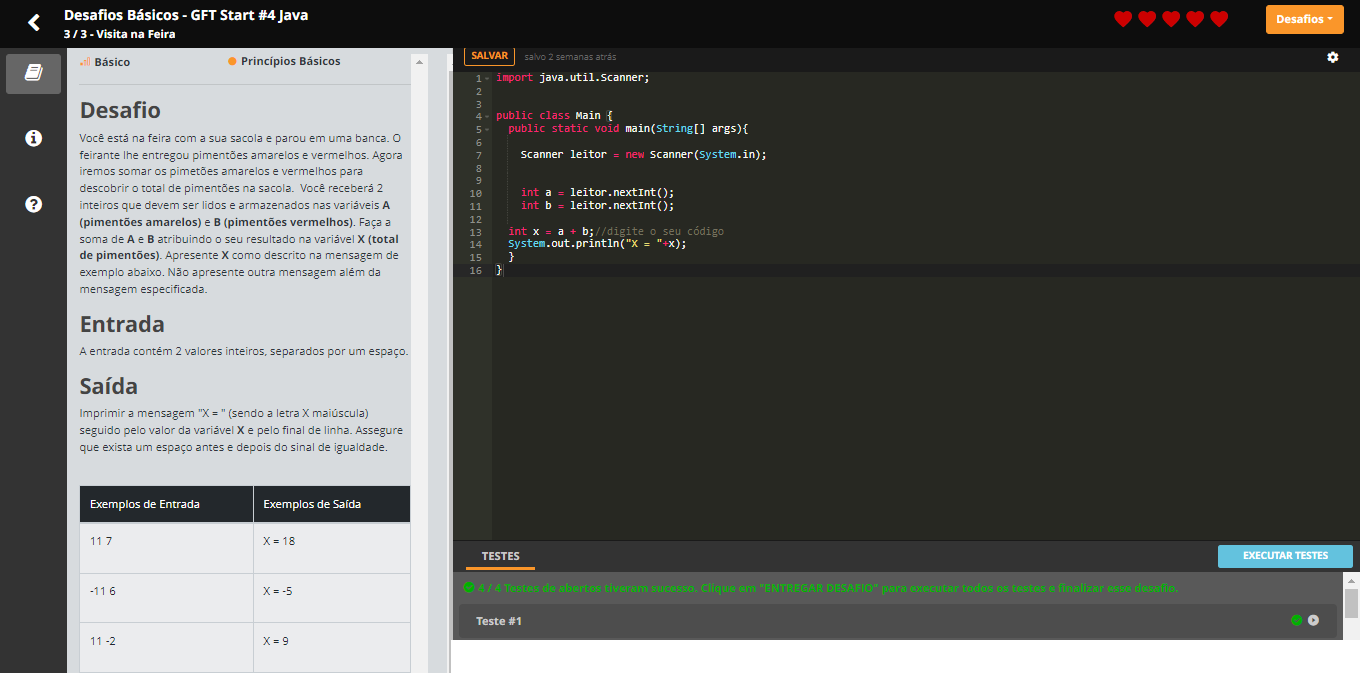 Desafios Básicos - GFT Start #4 Java
3 / 3 - Visita na Feira
Desafios
Básico
Princípios Básicos
Desafio
Você está na feira com a sua sacola e parou em uma banca. O
feirante lhe entregou pimentões amarelos e vermelhos. Agora
iremos somar os pimetões amarelos e vermelhos para
descobrir o total de pimentões na sacola. Você receberá 2
inteiros que devem ser lidos e armazenados nas variáveis A
(pimentões amarelos) e B (pimentões vermelhos). Faça a
soma de A e B atribuindo o seu resultado na variável X (total
de pimentões). Apresente X como descrito na mensagem de
exemplo abaixo. Não apresente outra mensagem além da
mensagem especificada.
Entrada
A entrada contém 2 valores inteiros, separados por um espaço.
Saída
Imprimir a mensagem "X = " (sendo a letra X maiúscula)
seguido pelo valor da variável X e pelo final de linha. Assegure
que exista um espaço antes e depois do sinal de igualdade.
Exemplos de Entrada Exemplos de Saída
11 7 X = 18
-11 6 X = -5
11 -2 X = 9
SALVAR salvo 2 semanas atrás
1 import java.util.Scanner;
2
3
4 public class Main {
5 public static void main(String[] args){
6
7 Scanner leitor = new Scanner(System.in);
8
9
10 int a = leitor.nextInt();
11 int b = leitor.nextInt();
12
13 int x = a + b;//digite o seu código
14 System.out.println("X = "+x);
15 }
16 }
TESTES
EXECUTAR TESTES
4 / 4 Testes de abertos tiveram sucesso. Clique em "ENTREGAR DESAFIO" para executar todos os testes e finalizar esse desafio.
Teste #1